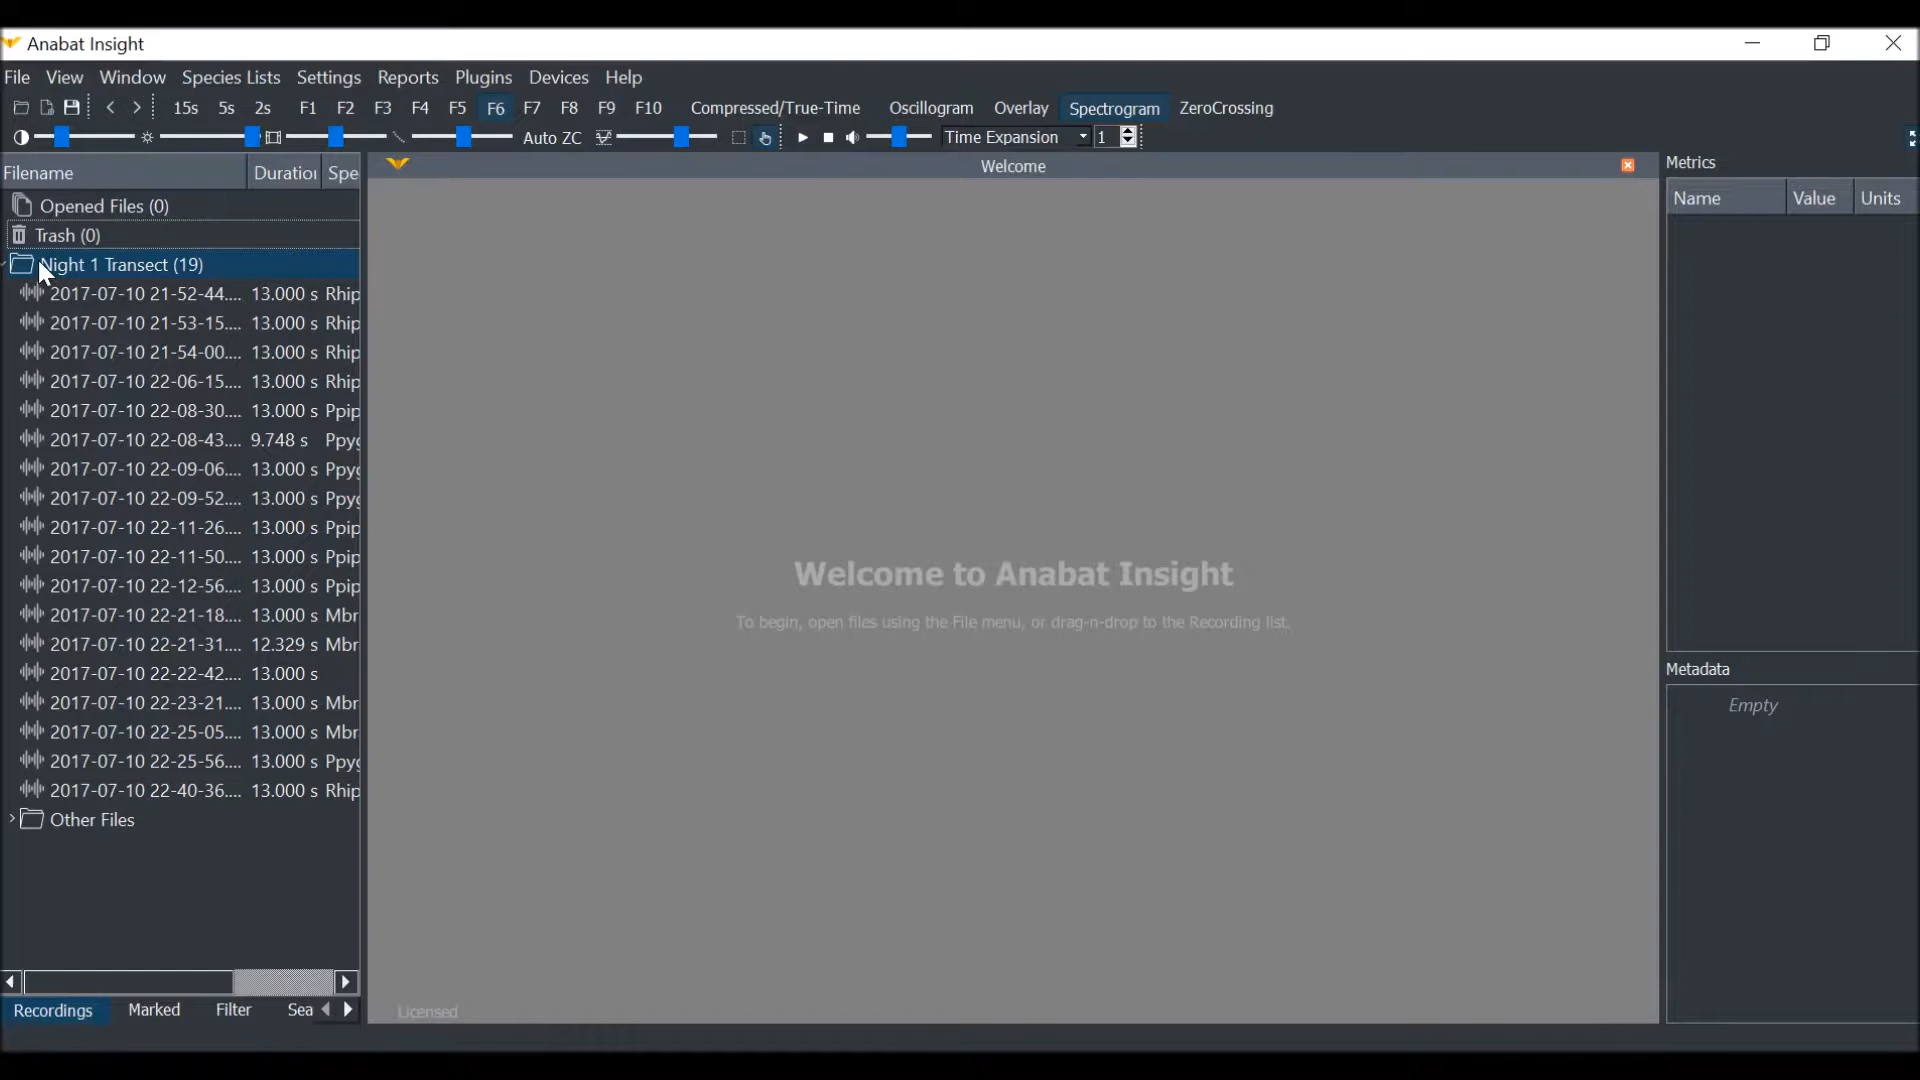 Anabat Insight
File View Window Species Lists Settings Reports Plugins Devices Help
15s 5s 2s F1 F2 F3 F4 F5 F6 F7 F8 F9 F10 Compressed/True-Time Oscillogram Overlay Spectrogram ZeroCrossing
Auto ZC Time Expansion 1
Filename Duration Spe
Welcome
Metrics
Name Value Units
Opened Files (0)
Trash (0)
Night 1 Transect (19)
2017-07-10 21-52-44.... 13.000 s Rhip
2017-07-10 21-53-15.... 13.000 s Rhip
2017-07-10 21-54-00.... 13.000 s Rhip
2017-07-10 22-06-15.... 13.000 s Rhip
2017-07-10 22-08-30.... 13.000 s Ppip
2017-07-10 22-08-43.... 9.748 s Ppyg
2017-07-10 22-09-06.... 13.000 s Ppyg
2017-07-10 22-09-52.... 13.000 s Ppyg
2017-07-10 22-11-26.... 13.000 s Ppip
2017-07-10 22-11-50.... 13.000 s Ppip
2017-07-10 22-12-56.... 13.000 s Ppip
2017-07-10 22-21-18.... 13.000 s Mbr
2017-07-10 22-21-31.... 12.329 s Mbr
2017-07-10 22-22-42.... 13.000 s
2017-07-10 22-23-21.... 13.000 s Mbr
2017-07-10 22-25-05.... 13.000 s Mbr
2017-07-10 22-25-56.... 13.000 s Ppyg
2017-07-10 22-40-36.... 13.000 s Rhip
Other Files
Welcome to Anabat Insight
To begin, open files using the File menu, or drag-n-drop to the Recording list.
Metadata
Empty
Recordings Marked Filter Sea
Licensed